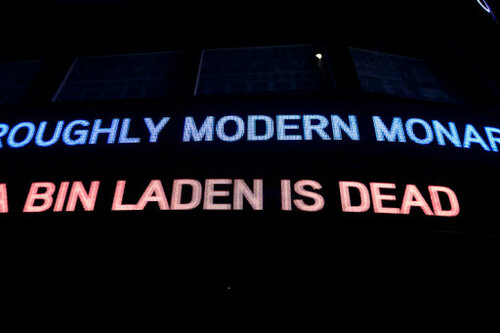 ROUGHLY MODERN MONAR
A BIN LADEN IS DEAD